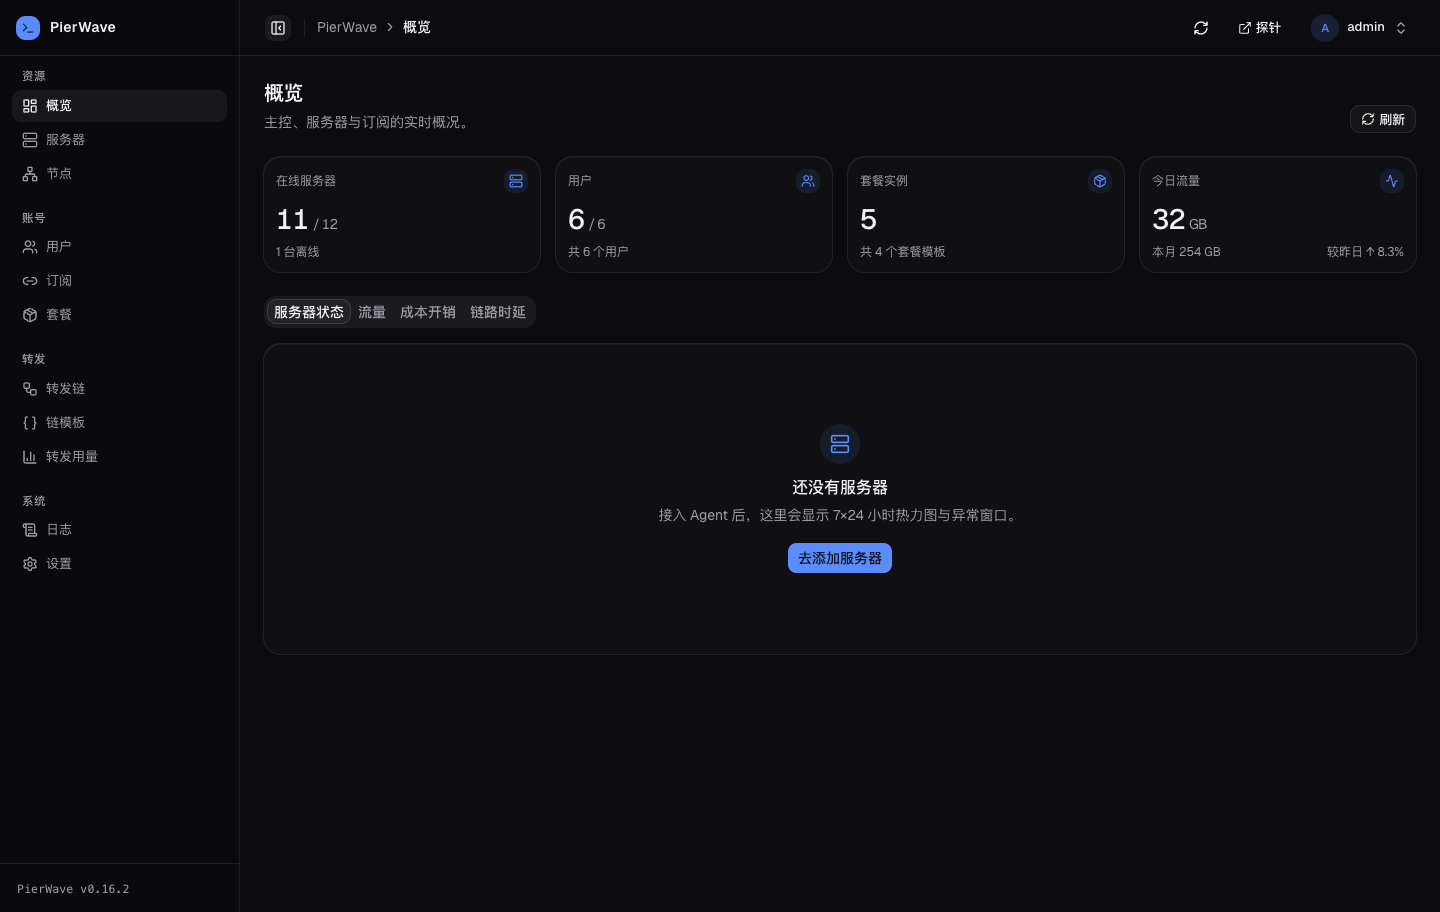 PierWave
PierWave > 概览
探针
A admin
资源
概览
服务器
节点
账号
用户
订阅
套餐
转发
转发链
链模板
转发用量
系统
日志
设置
PierWave v0.16.2
概览
主控、服务器与订阅的实时概况。
刷新
在线服务器
11 / 12
1 台离线
用户
6 / 6
共 6 个用户
套餐实例
5
共 4 个套餐模板
今日流量
32 GB
本月 254 GB 较昨日 ↑ 8.3%
服务器状态 流量 成本开销 链路时延
还没有服务器
接入 Agent 后，这里会显示 7×24 小时热力图与异常窗口。
去添加服务器